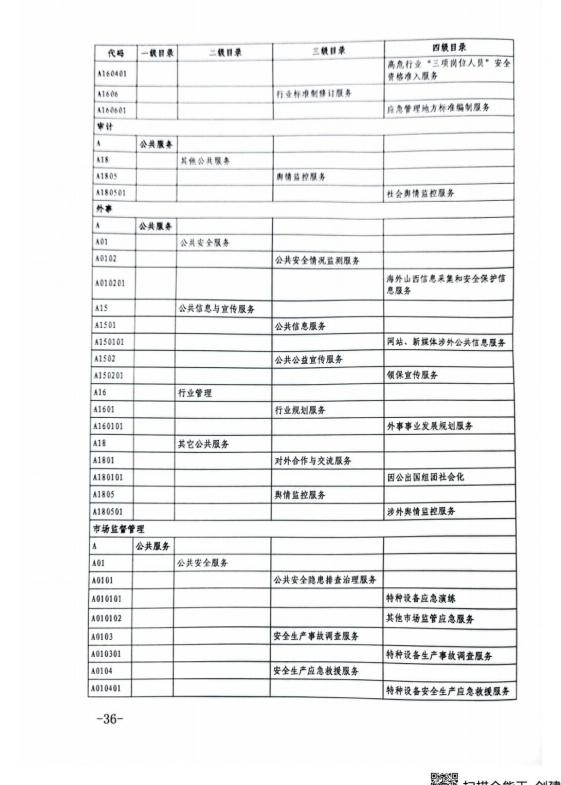 代码 一级目录 二级目录 三级目录 四级目录
A160401 高危行业“三项岗位人员”安全
资格准入服务
A1606 行业标准制修订服务
A160601 应急管理地方标准编制服务
审计
A 公共服务
A18 其他公共服务
A1805 舆情监控服务
A180501 社会舆情监控服务
外事
A 公共服务
A01 公共安全服务
A0102 公共安全情况监测服务
A010201 海外山西信息采集和安全保护信
息服务
A15 公共信息与宣传服务
A1501 公共信息服务
A150101 网站、新媒体涉外公共信息服务
A1502 公共公益宣传服务
A150201 领保宣传服务
A16 行业管理
A1601 行业规划服务
A160101 外事事业发展规划服务
A18 其它公共服务
A1801 对外合作与交流服务
A180101 因公出国组团社会化
A1805 舆情监控服务
A180501 涉外舆情监控服务
市场监督管理
A 公共服务
A01 公共安全服务
A0101 公共安全隐患排查治理服务
A010101 特种设备应急演练
A010102 其他市场监管应急服务
A0103 安全生产事故调查服务
A010301 特种设备生产事故调查服务
A0104 安全生产应急救援服务
A010401 特种设备安全生产应急救援服务
-36-